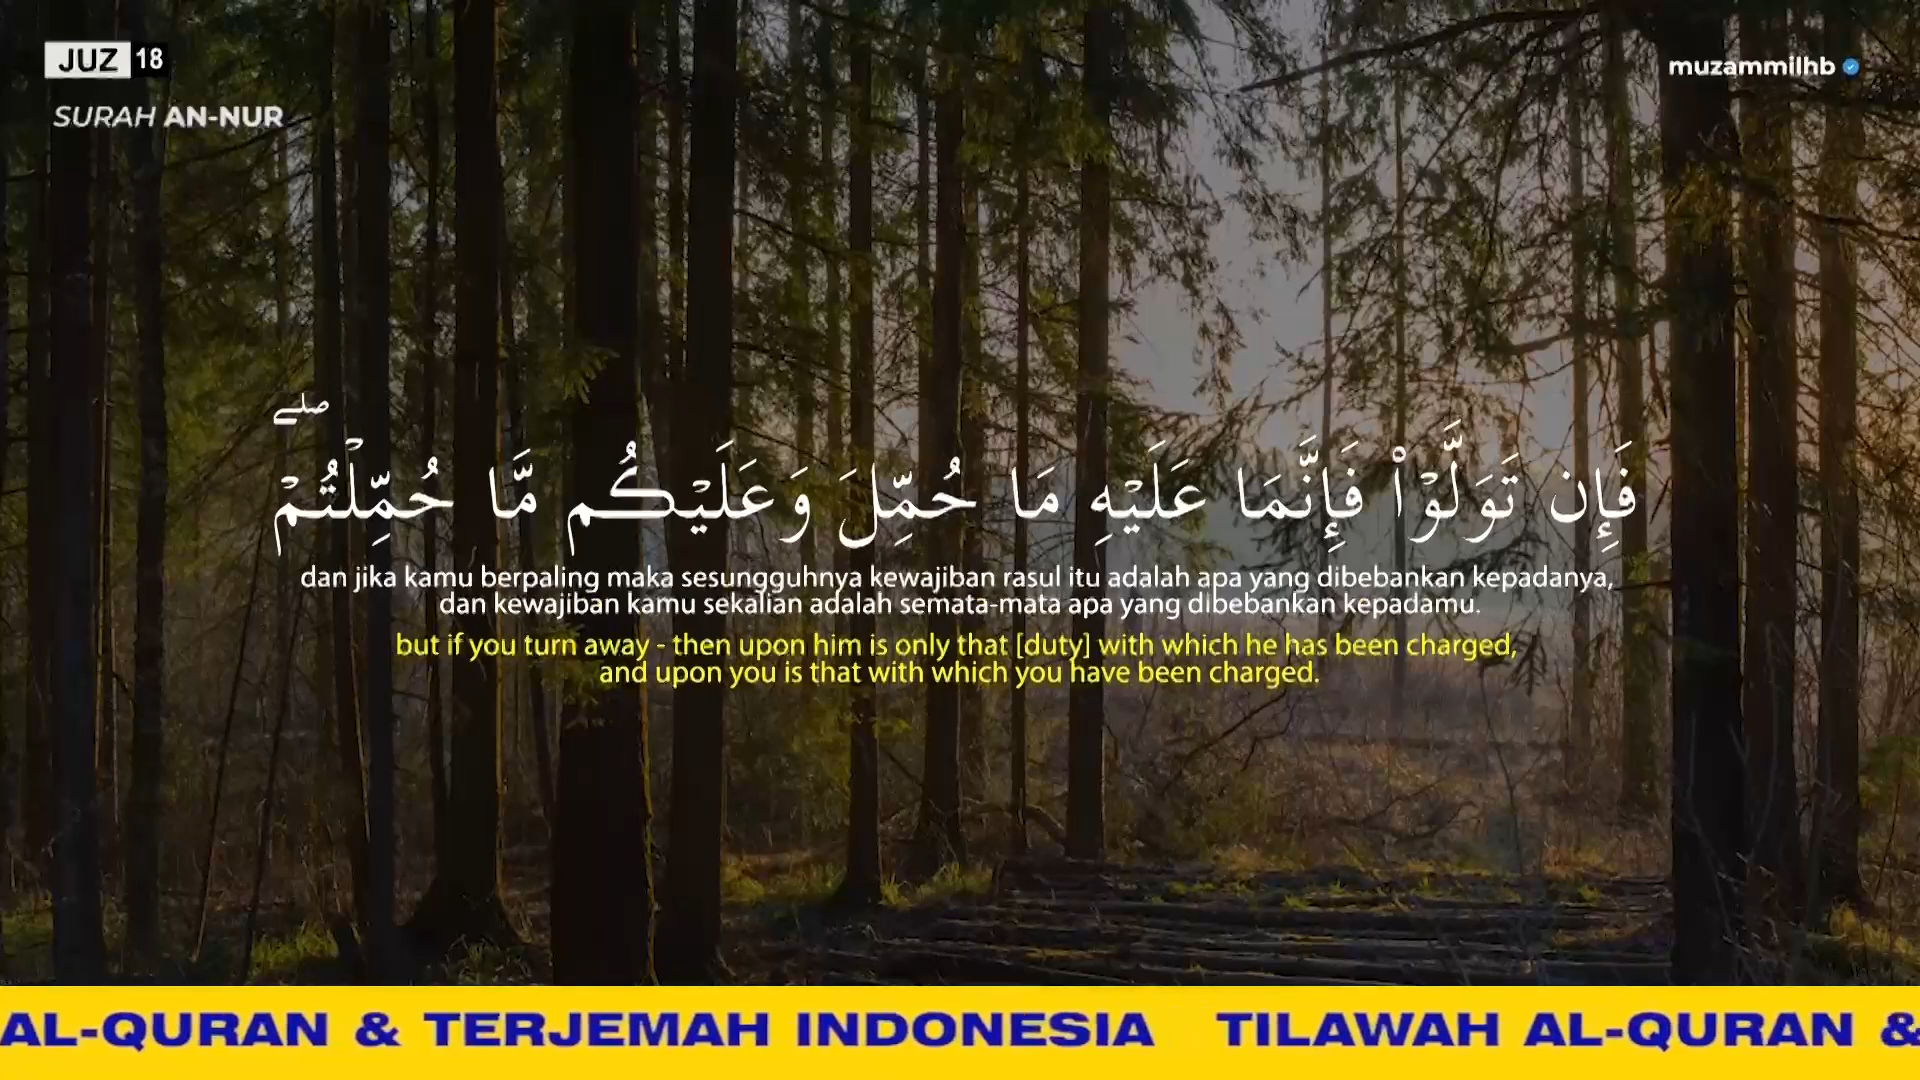 JUZ 18
muzammilhb
SURAH AN-NUR
فَإِن تَوَلَّوْا۟ فَإِنَّمَا عَلَيْهِ مَا حُمِّلَ وَعَلَيْكُم مَّا حُمِّلْتُمْ ۖ
dan jika kamu berpaling maka sesungguhnya kewajiban rasul itu adalah apa yang dibebankan kepadanya,
dan kewajiban kamu sekalian adalah semata-mata apa yang dibebankan kepadamu.
but if you turn away - then upon him is only that [duty] with which he has been charged,
and upon you is that with which you have been charged.
AL-QURAN & TERJEMAH INDONESIA TILAWAH AL-QURAN &